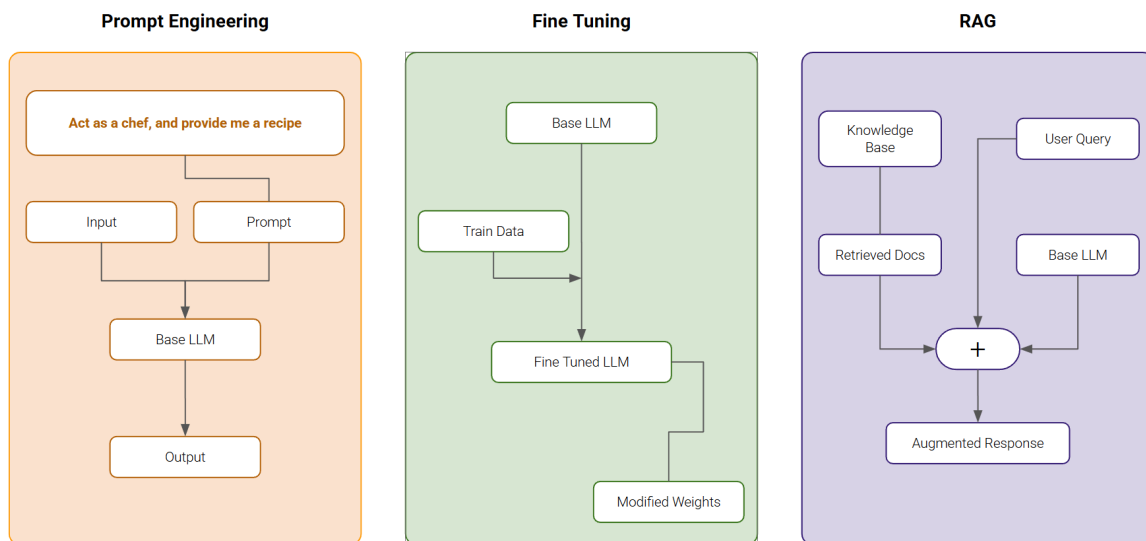 Prompt Engineering
Act as a chef, and provide me a recipe
Input
Prompt
Base LLM
Output
Fine Tuning
Base LLM
Train Data
Fine Tuned LLM
Modified Weights
RAG
Knowledge
Base
User Query
Retrieved Docs
Base LLM
+
Augmented Response